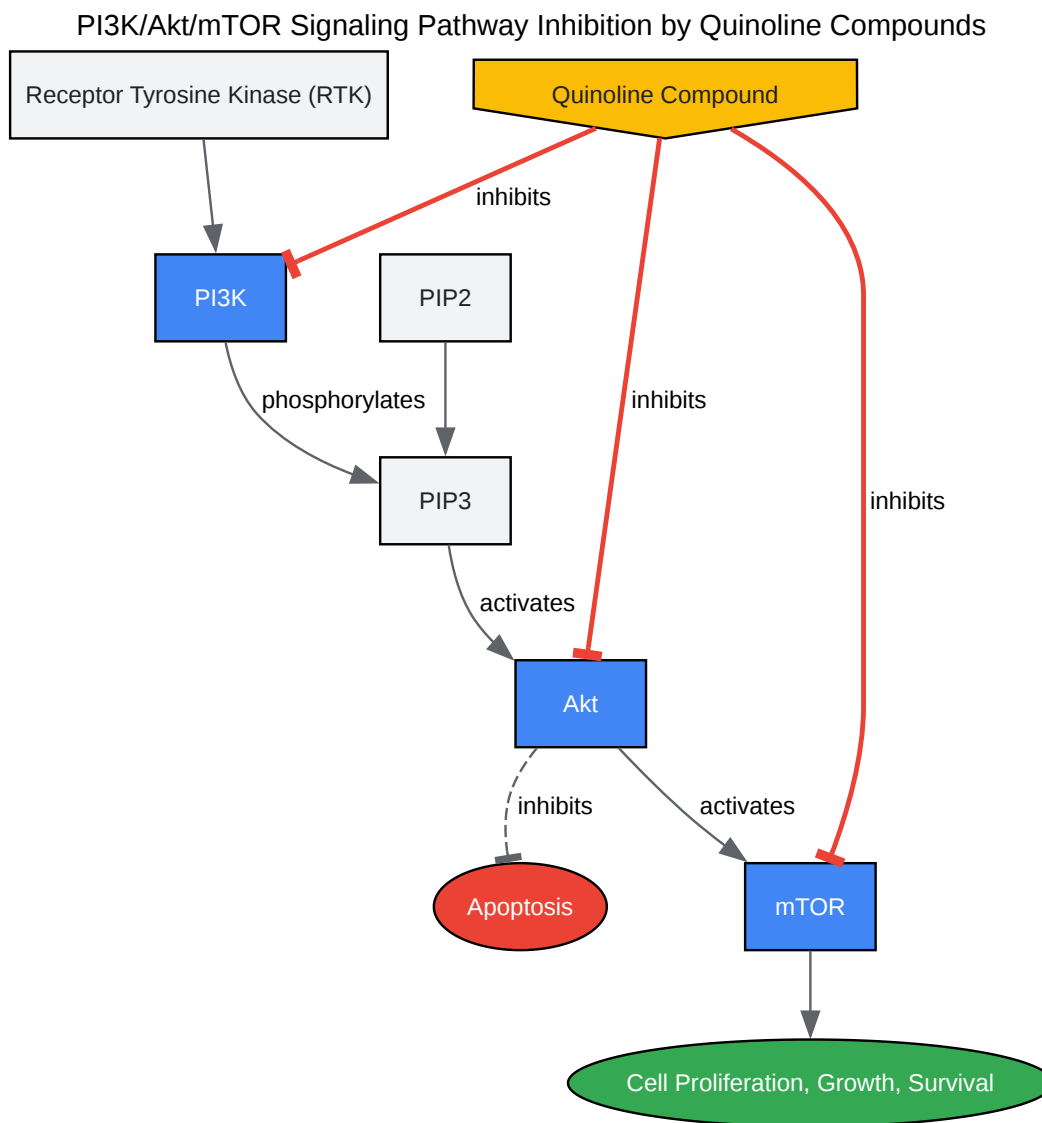 PI3K/Akt/mTOR Signaling Pathway Inhibition by Quinoline Compounds
Receptor Tyrosine Kinase (RTK)
Quinoline Compound
inhibits
PI3K
PIP2
phosphorylates
inhibits
PIP3
inhibits
activates
Akt
inhibits
activates
Apoptosis
mTOR
Cell Proliferation, Growth, Survival